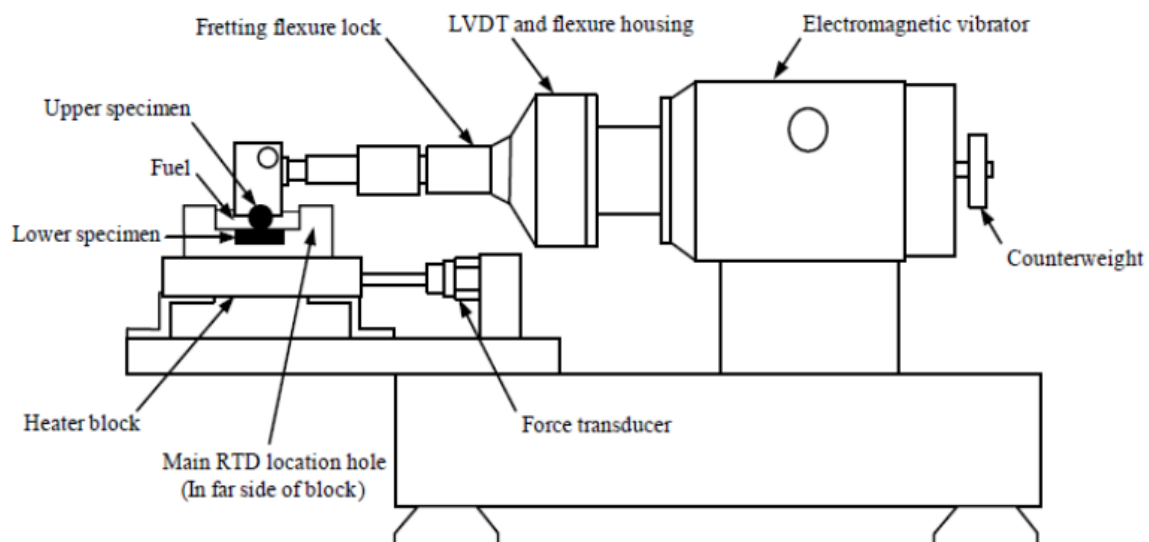 LVDT and flexure housing
Electromagnetic vibrator
Fretting flexure lock
Upper specimen
Fuel
Lower specimen
Counterweight
Heater block
Force transducer
Main RTD location hole
(In far side of block)